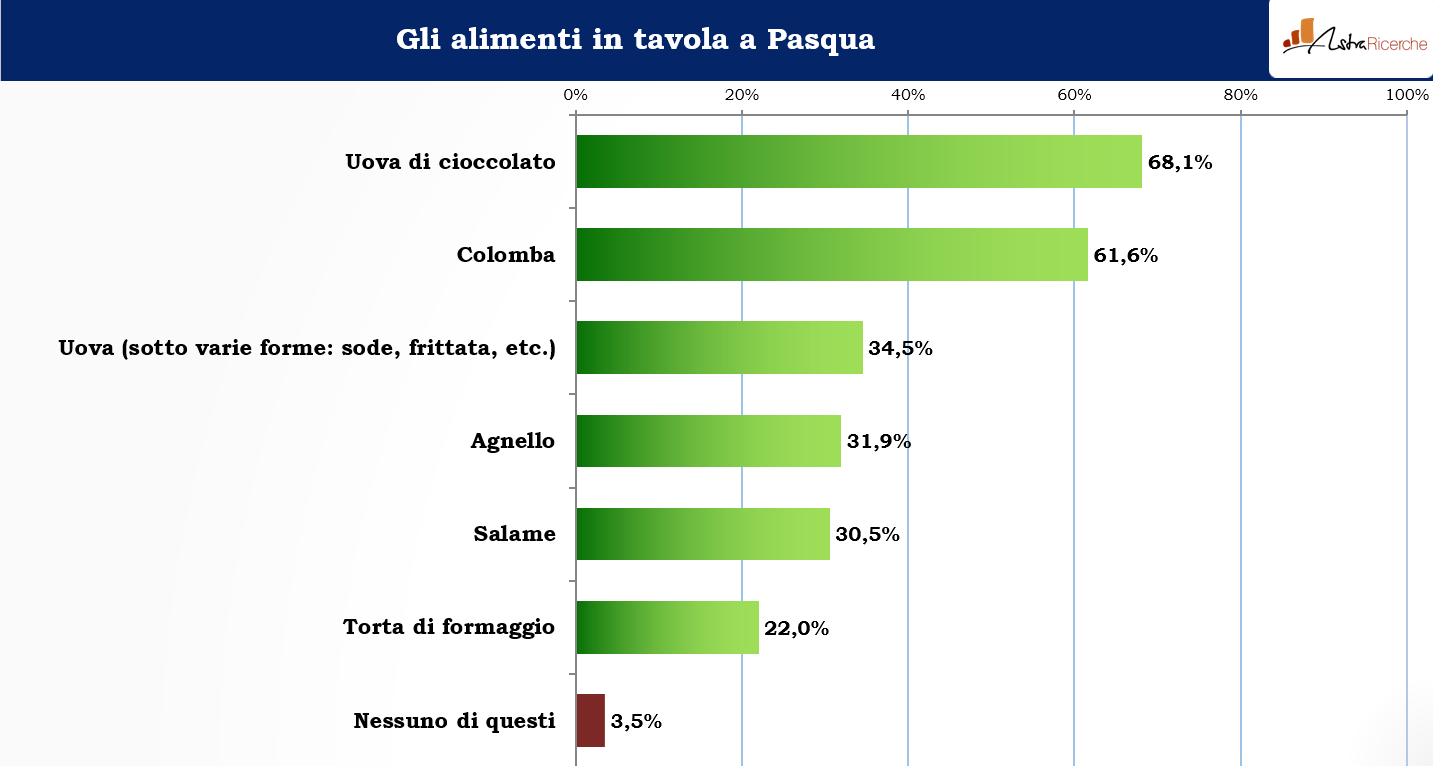 Gli alimenti in tavola a Pasqua
AstraRicerche
0% 20% 40% 60% 80% 100%
Uova di cioccolato 68,1%
Colomba 61,6%
Uova (sotto varie forme: sode, frittata, etc.) 34,5%
Agnello 31,9%
Salame 30,5%
Torta di formaggio 22,0%
Nessuno di questi 3,5%